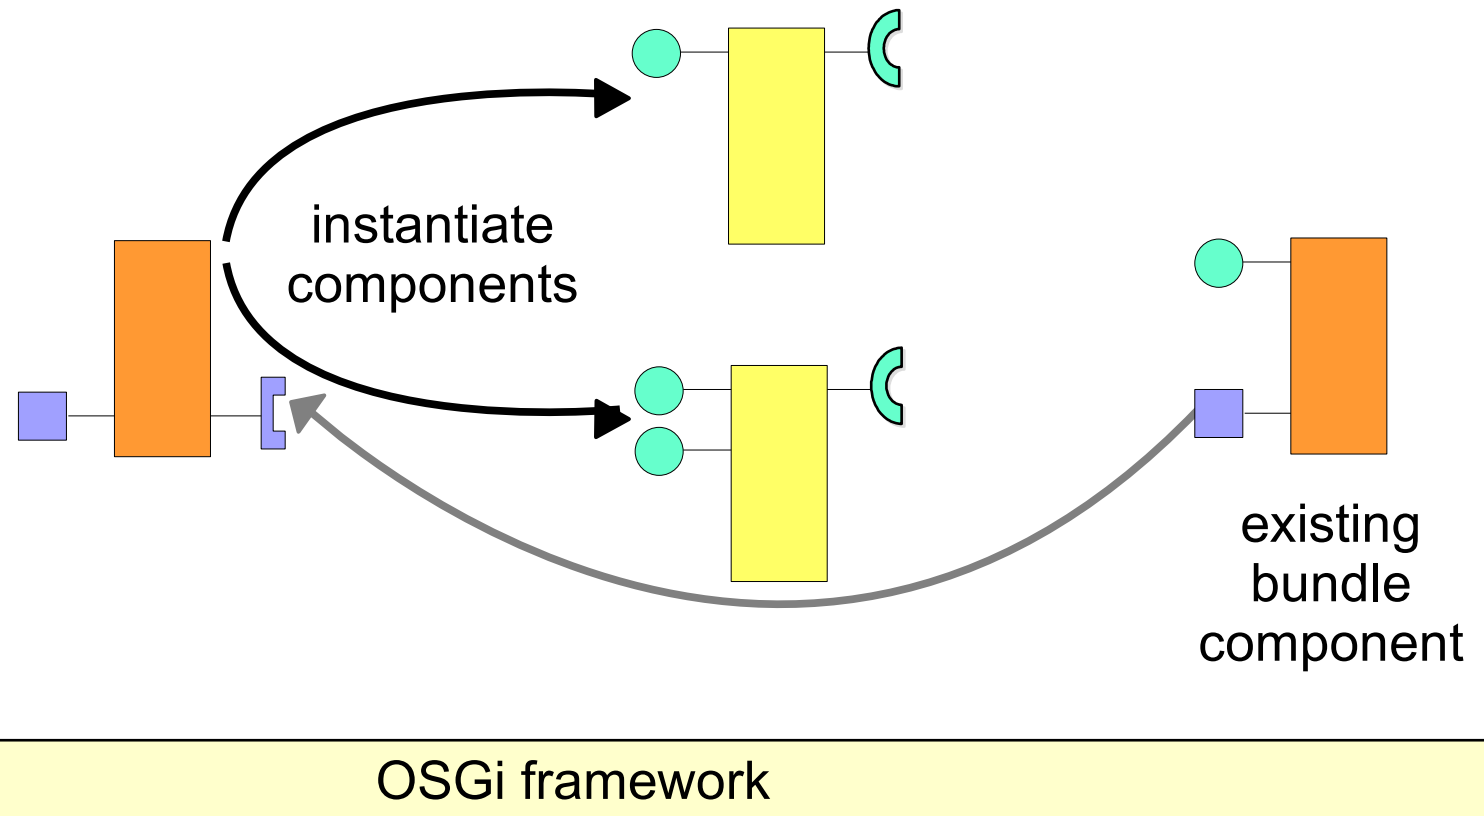 instantiate
components
existing
bundle
component
OSGi framework